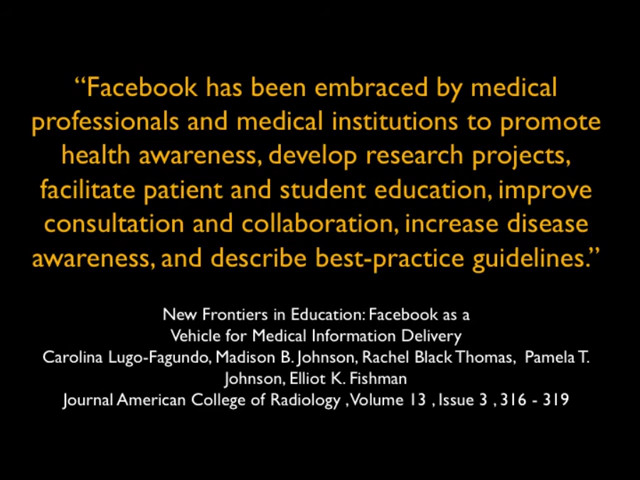 “Facebook has been embraced by medical
professionals and medical institutions to promote
health awareness, develop research projects,
facilitate patient and student education, improve
consultation and collaboration, increase disease
awareness, and describe best-practice guidelines.”
New Frontiers in Education: Facebook as a
Vehicle for Medical Information Delivery
Carolina Lugo-Fagundo, Madison B. Johnson, Rachel Black Thomas, Pamela T.
Johnson, Elliot K. Fishman
Journal American College of Radiology , Volume 13 , Issue 3 , 316 - 319